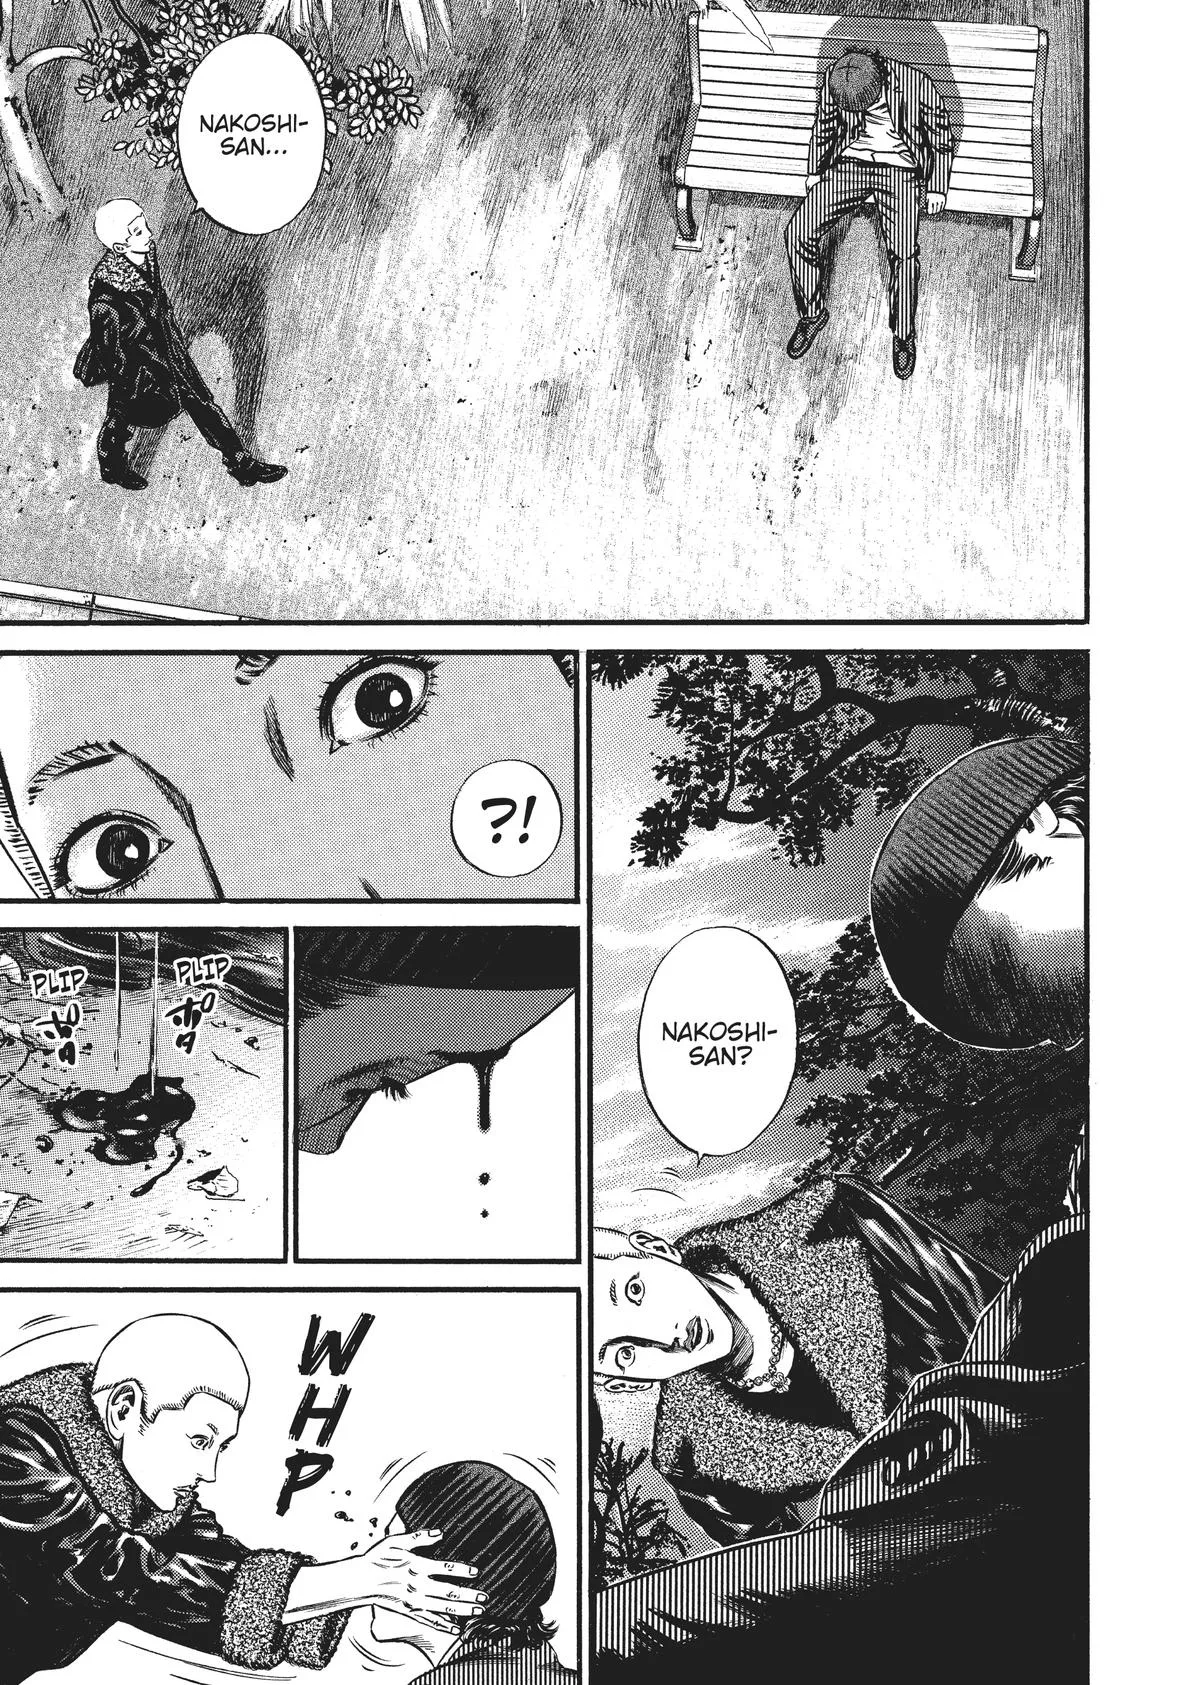 NAKOSHI-
SAN...
NAKOSHI-
SAN?
?!
PLIP
ポタ
PLIP
ポタ
WHP